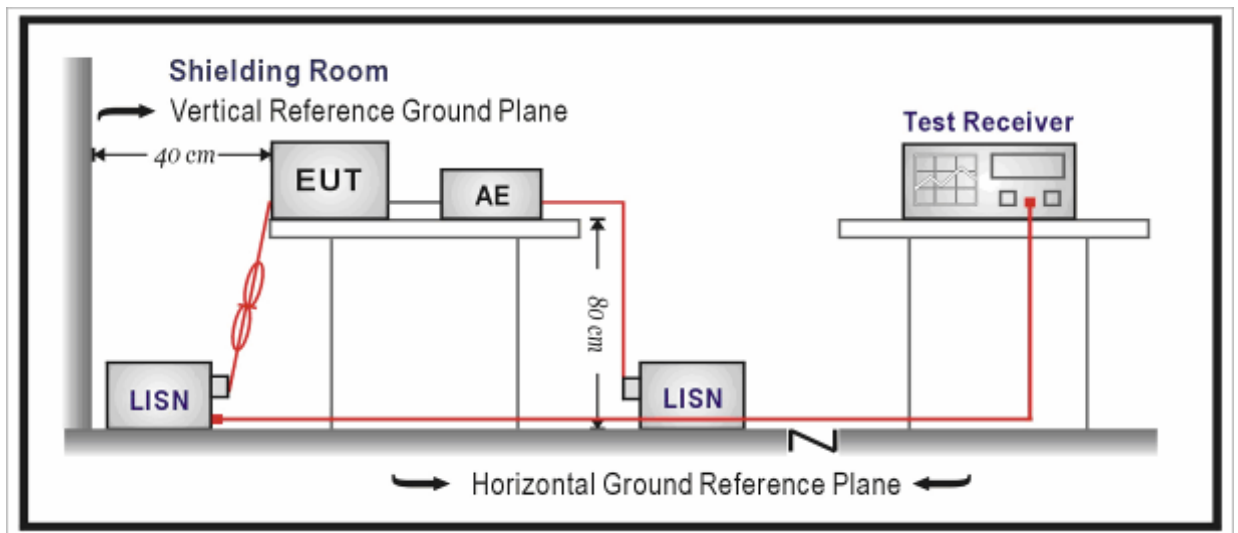 Shielding Room
Vertical Reference Ground Plane
Test Receiver
40 cm
EUT
AE
80 cm
LISN
LISN
Horizontal Ground Reference Plane